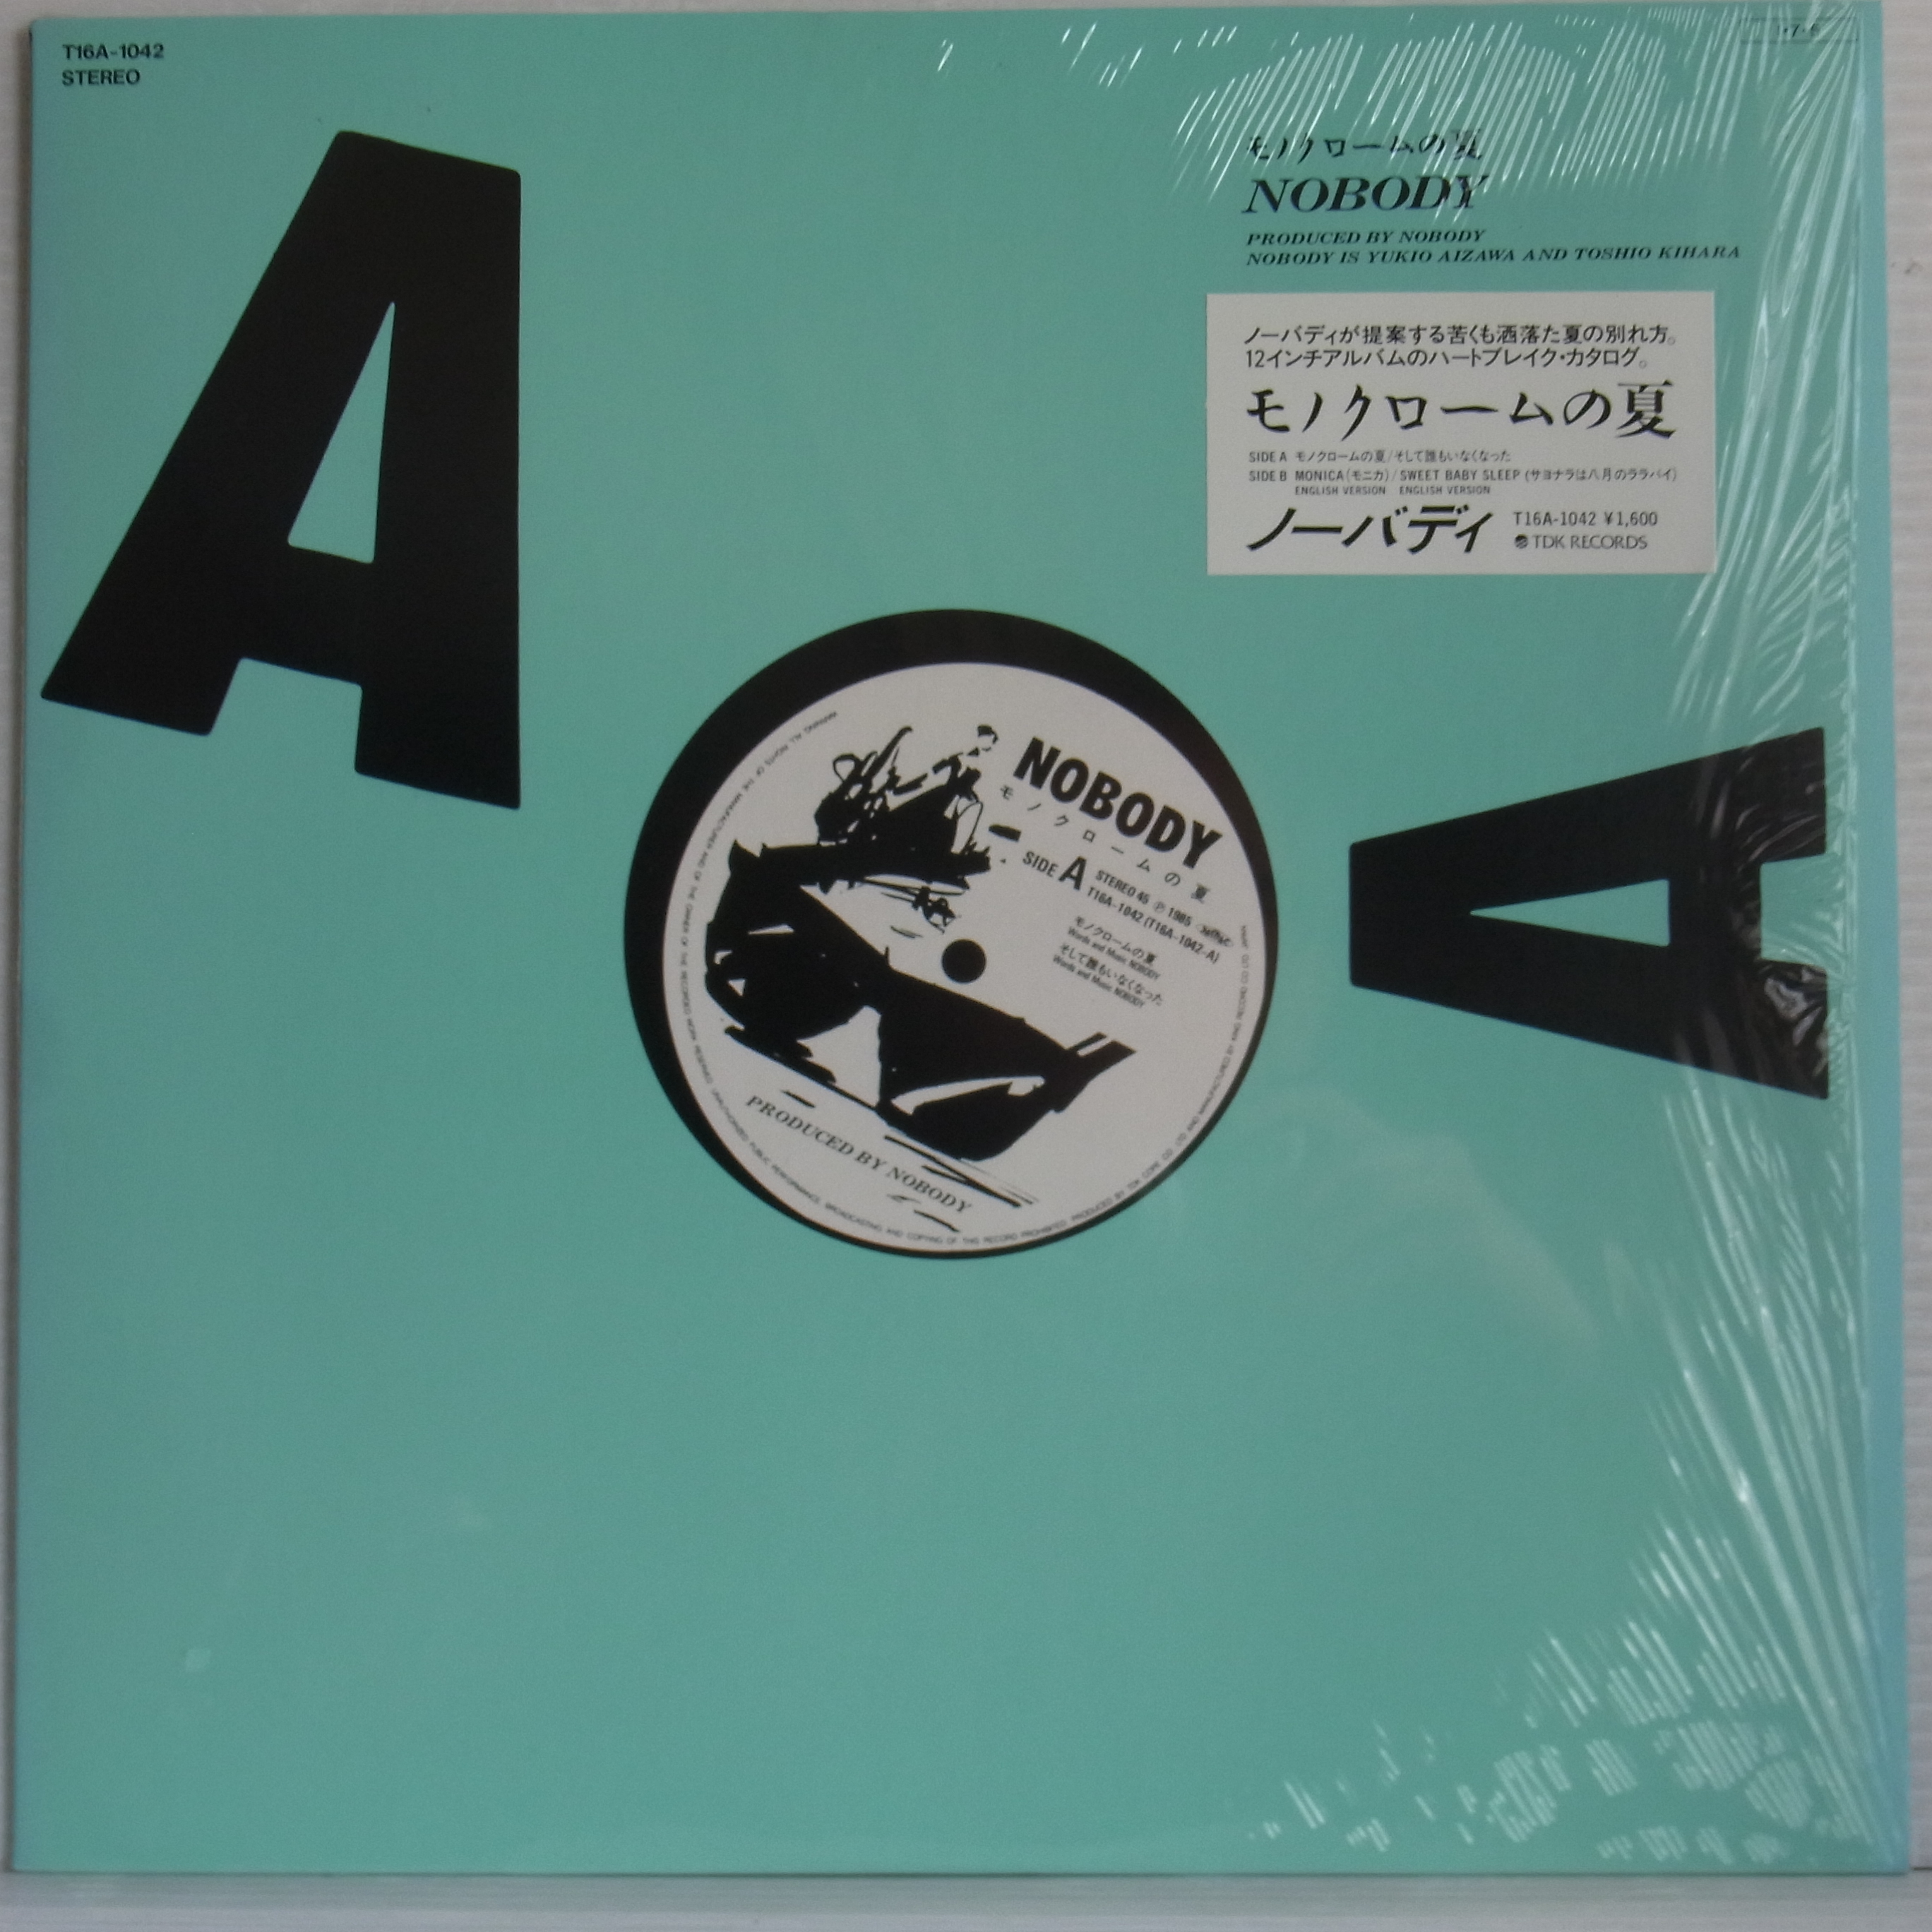 T16A-1042
STEREO
A
モノクロームの夏
NOBODY
PRODUCED BY NOBODY
NOBODY IS YUKIO AIZAWA AND TOSHIO KIHARA
ノーバディが提案する苦くも洒落た夏の別れ方。
12インチアルバムのハートブレイク・カタログ。
モノクロームの夏
SIDE A モノクロームの夏/そして誰もいなくなった
SIDE B MONICA(モニカ)/SWEET BABY SLEEP (サヨナラは八月のララバイ)
ENGLISH VERSION ENGLISH VERSION
ノーバディ
T16A-1042 ¥1,600
TDK RECORDS
A
NOBODY
モノクロームの夏
SIDE A
STEREO 45 ℗ 1985
T16A-1042 (T16A-1042-A)
モノクロームの夏
Words and Music NOBODY
そして誰もいなくなった
Words and Music NOBODY
PRODUCED BY NOBODY